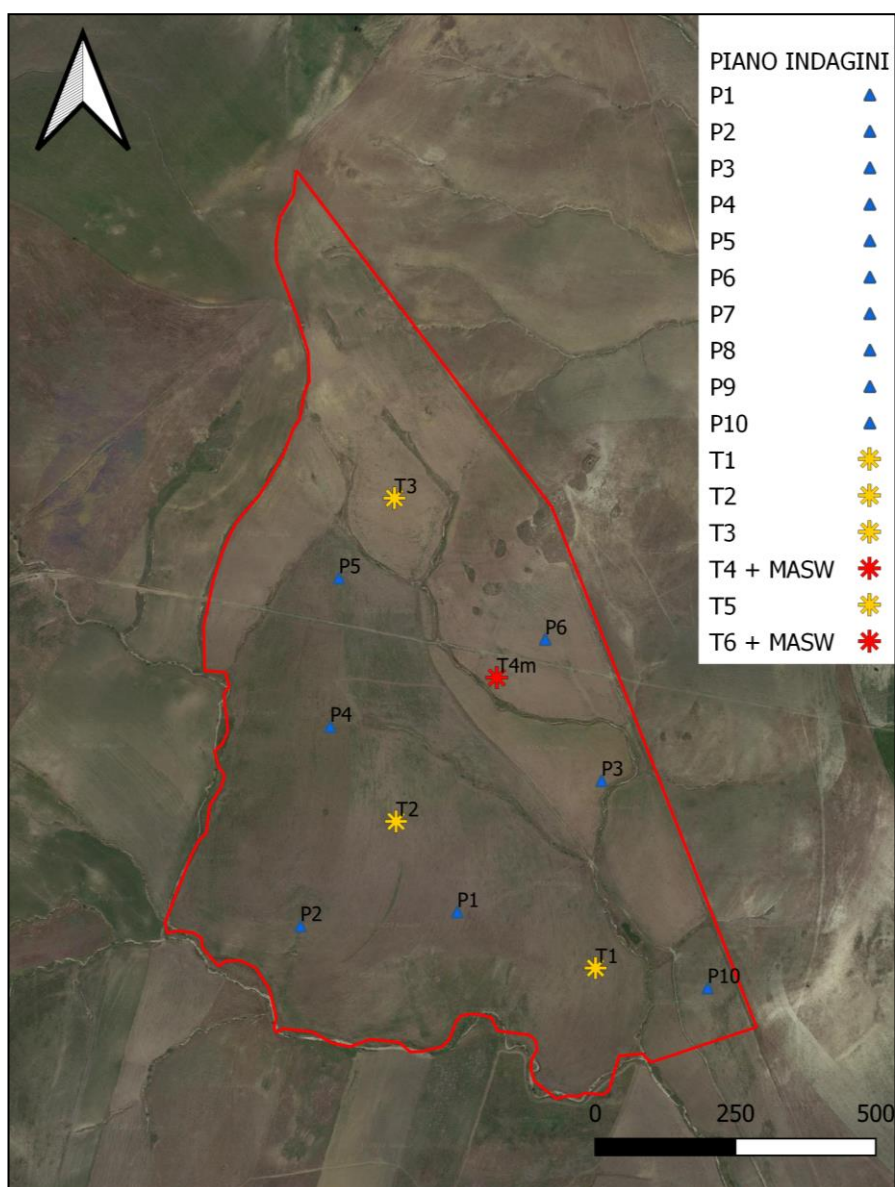 PIANO INDAGINI
P1
P2
P3
P4
P5
P6
P7
P8
P9
P10
T1
T2
T3
T4 + MASW
T5
T6 + MASW
T3
P5
P6
T4m
P4
P3
T2
P1
P2
T1
P10
0 250 500